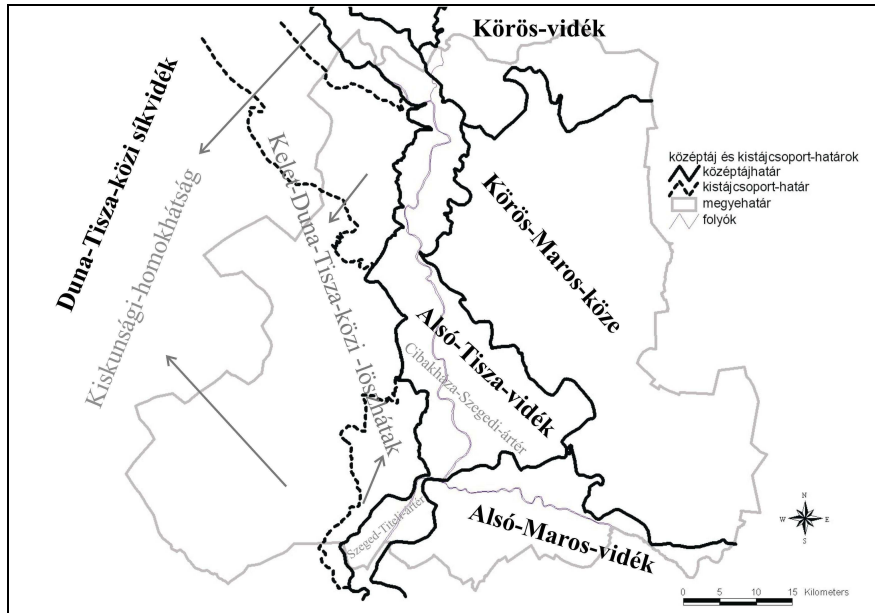 Körös-vidék
Duna-Tisza-közi síkvidék
Kiskunsági-homokhátság
Kelet-Duna-Tisza-közi -löszhátak
Körös-Maros-köze
Alsó-Tisza-vidék
Cibakháza-Szegedi-ártér
Szeged-Titeli-ártér
Alsó-Maros-vidék
középtáj és kistájcsoport-határok
középtájhatár
kistájcsoport-határ
megyehatár
folyók
N
W E
S
0 5 10 15 Kilometers